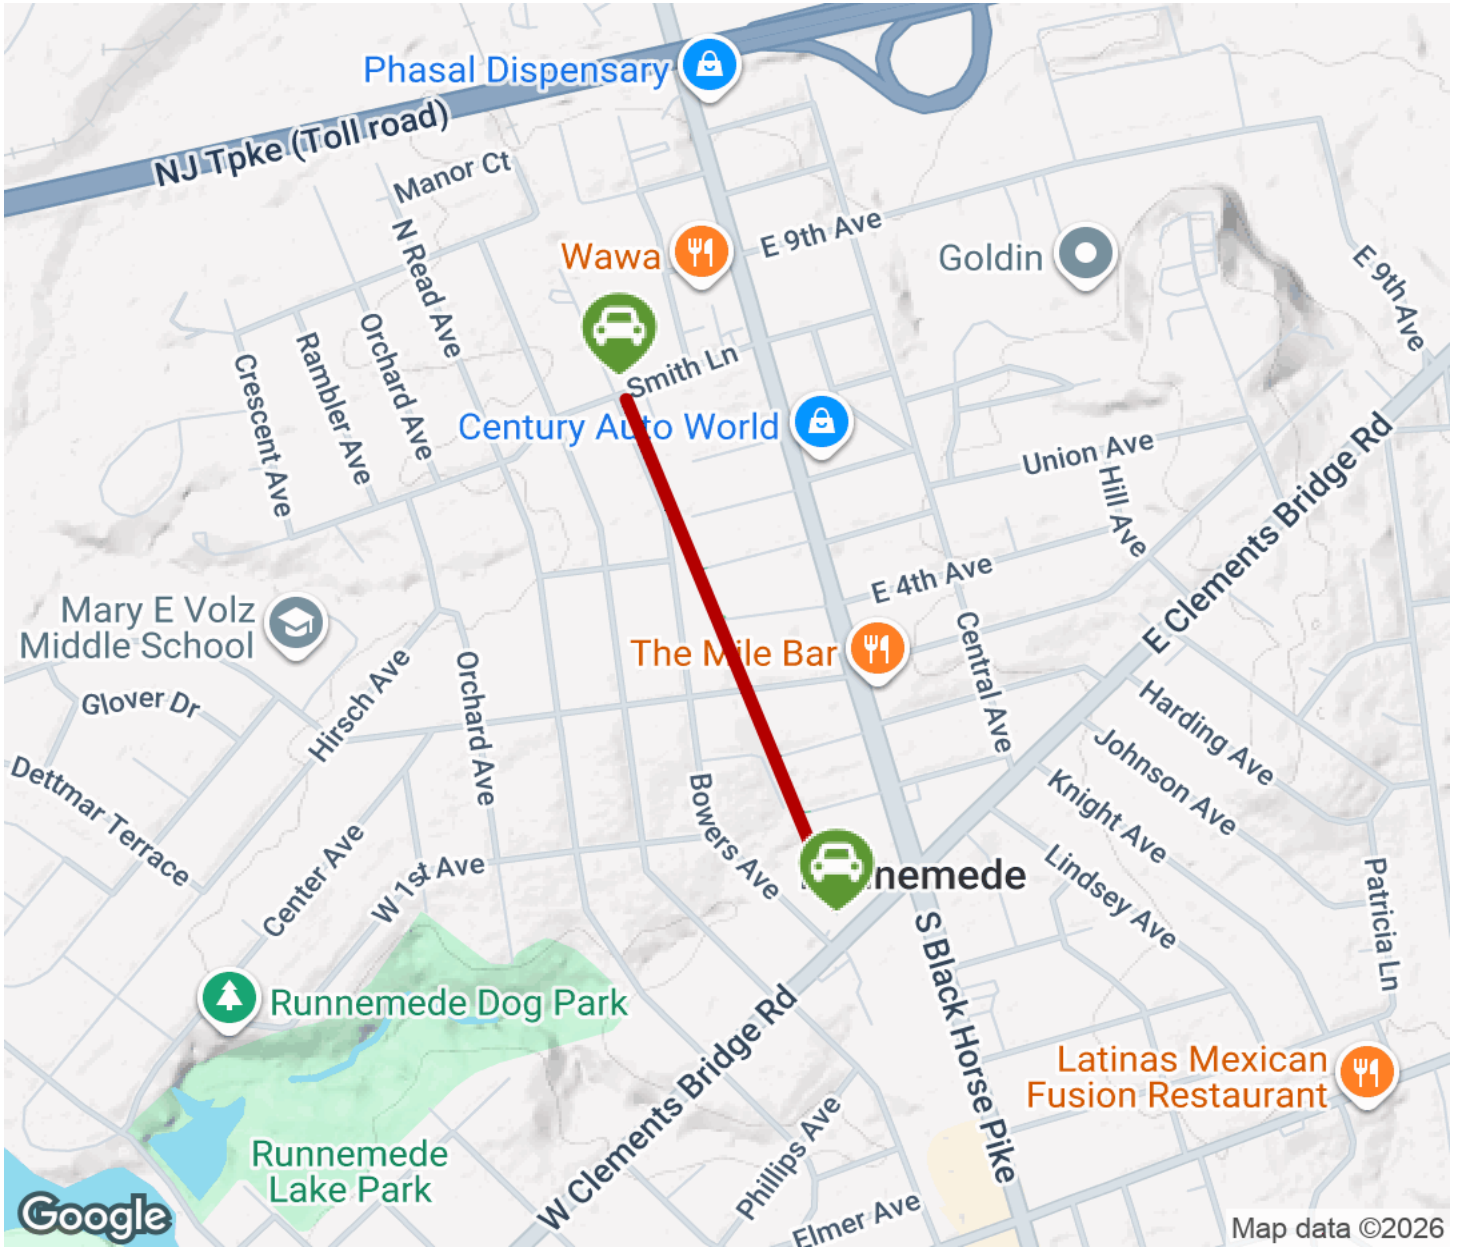 Phasal Dispensary
NJ Tpke (Toll road)
Manor Ct
N Read Ave
Wawa
E 9th Ave
Goldin
E 9th Ave
Orchard Ave
Rambler Ave
Crescent Ave
Smith Ln
Century Auto World
Union Ave
Hill Ave
E Clements Bridge Rd
E 4th Ave
Mary E Volz
Middle School
The Mile Bar
Central Ave
Glover Dr
Hirsch Ave
Orchard Ave
Harding Ave
Johnson Ave
Dettmar Terrace
Bowers Ave
Knight Ave
Center Ave
W 1st Ave
nemede
Lindsey Ave
Patricia Ln
S Black Horse Pike
Runnemede Dog Park
W Clements Bridge Rd
Latinas Mexican
Fusion Restaurant
Phillips Ave
Runnemede
Lake Park
Elmer Ave
Google
Map data ©2026